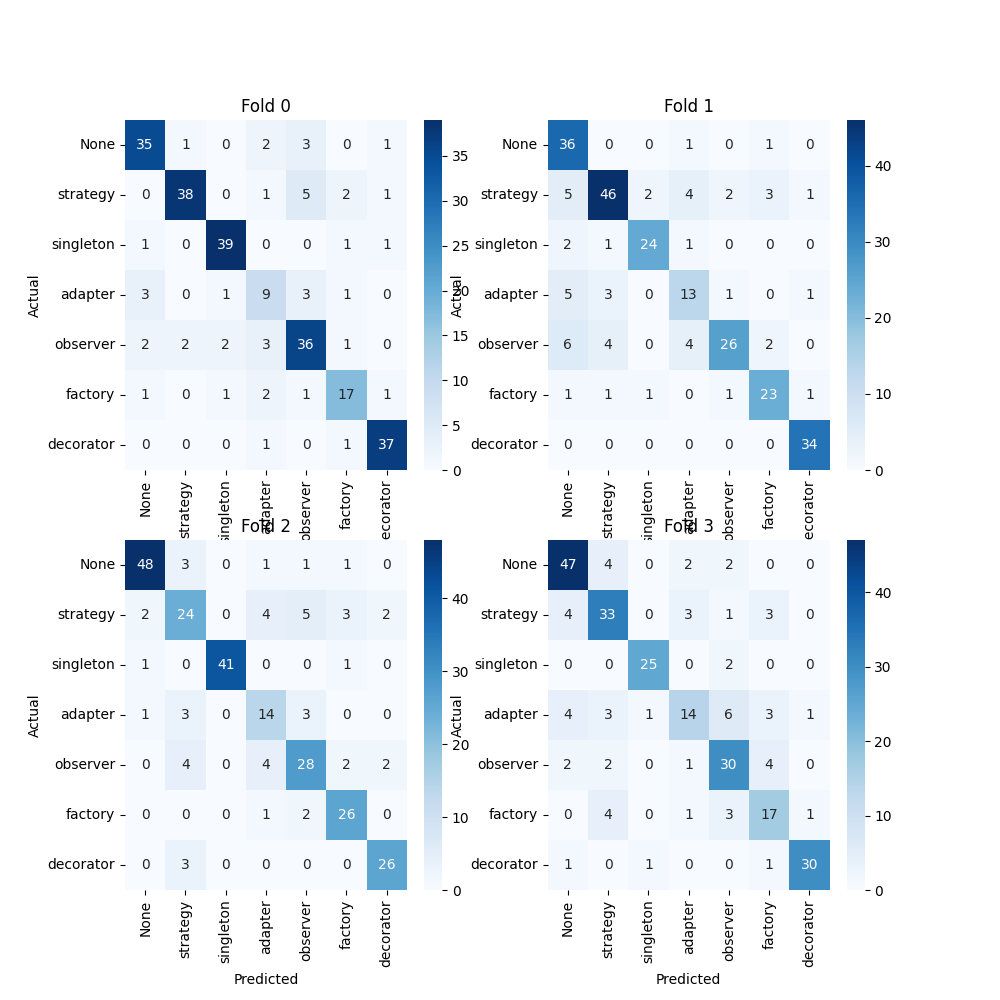 Fold 0
Actual
None 35 1 0 2 3 0 1
strategy 0 38 0 1 5 2 1
singleton 1 0 39 0 0 1 1
adapter 3 0 1 9 3 1 0
observer 2 2 2 3 36 1 0
factory 1 0 1 2 1 17 1
decorator 0 0 0 1 0 1 37
None strategy singleton adapter observer factory decorator
35
30
25
20
15
10
5
0
Fold 1
Actual
None 36 0 0 1 0 1 0
strategy 5 46 2 4 2 3 1
singleton 2 1 24 1 0 0 0
adapter 5 3 0 13 1 0 1
observer 6 4 0 4 26 2 0
factory 1 1 1 0 1 23 1
decorator 0 0 0 0 0 0 34
None strategy singleton adapter observer factory decorator
40
30
20
10
0
Fold 2
Actual
None 48 3 0 1 1 1 0
strategy 2 24 0 4 5 3 2
singleton 1 0 41 0 0 1 0
adapter 1 3 0 14 3 0 0
observer 0 4 0 4 28 2 2
factory 0 0 0 1 2 26 0
decorator 0 3 0 0 0 0 26
None strategy singleton adapter observer factory decorator
Predicted
40
30
20
10
0
Fold 3
Actual
None 47 4 0 2 2 0 0
strategy 4 33 0 3 1 3 0
singleton 0 0 25 0 2 0 0
adapter 4 3 1 14 6 3 1
observer 2 2 0 1 30 4 0
factory 0 4 0 1 3 17 1
decorator 1 0 1 0 0 1 30
None strategy singleton adapter observer factory decorator
Predicted
40
30
20
10
0